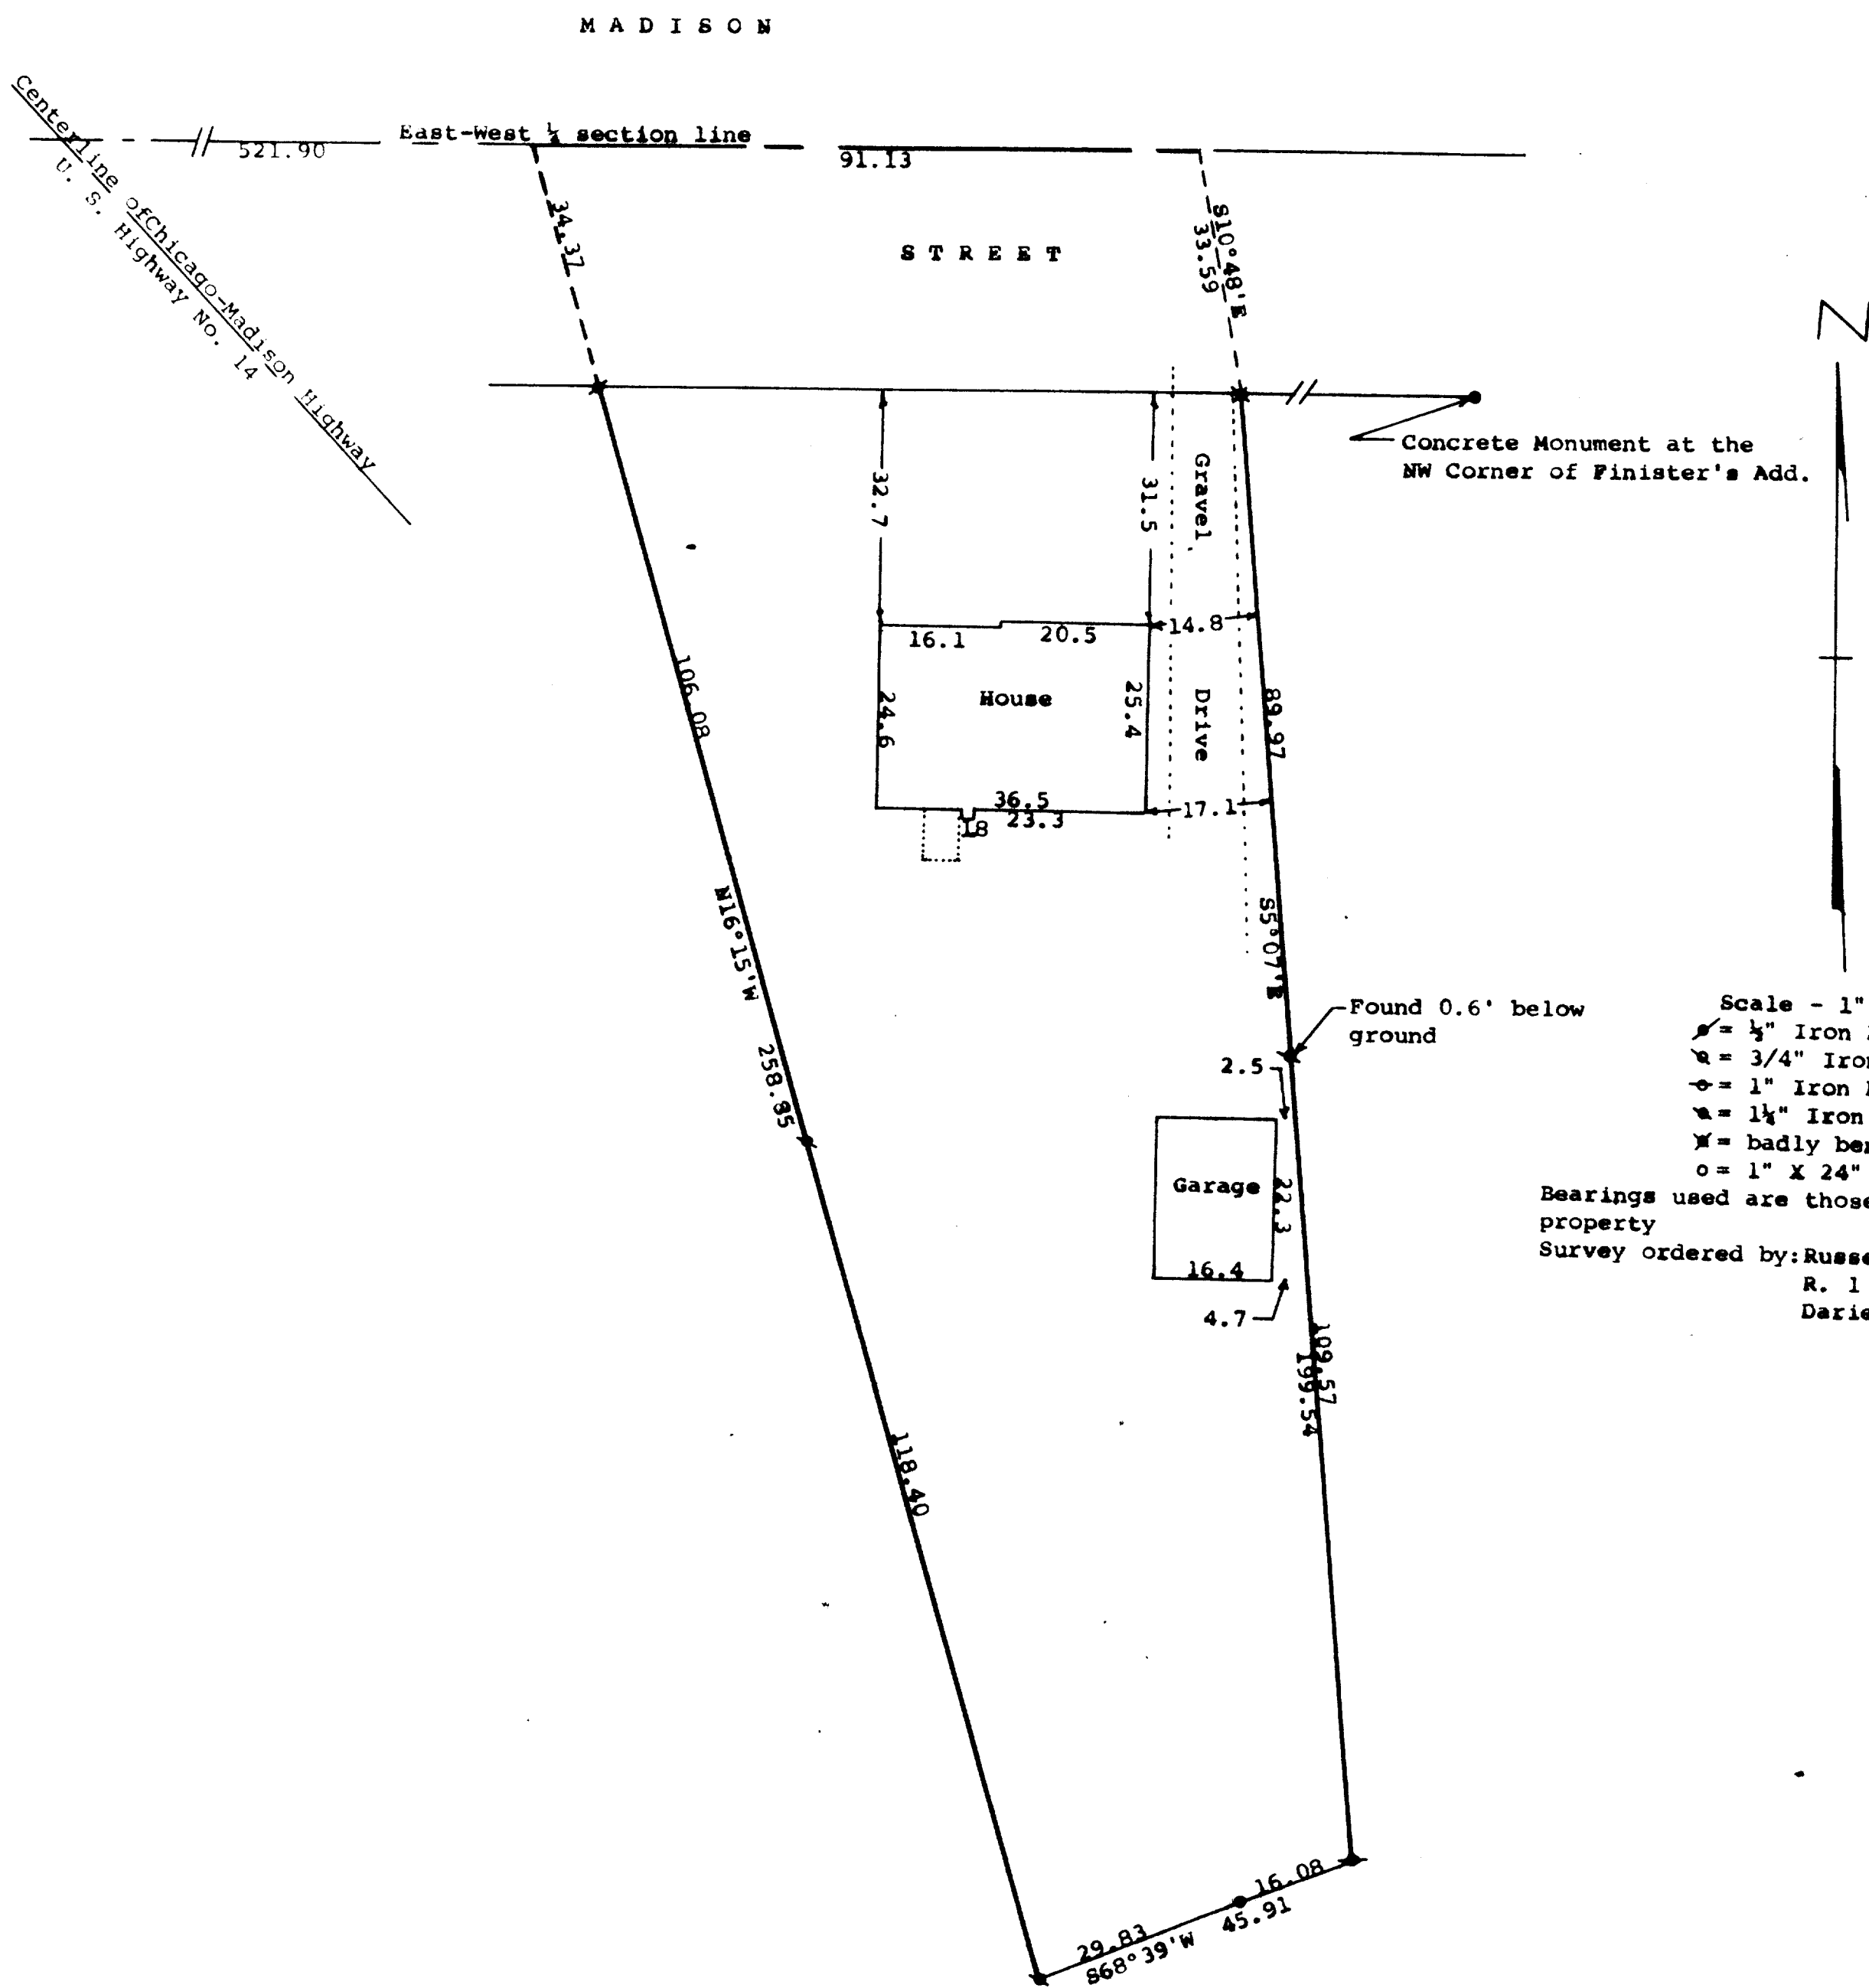 MADISON
Centerline of Chicago-Madison Highway
U. S. Highway No. 14
East-West ¼ section line
521.90
91.13
34.37
S10°48'E
33.59
STREET
Concrete Monument at the
NW Corner of Finister's Add.
32.7
31.5
Gravel
14.8
16.1
20.5
House
24.6
25.4
Drive
89.97
106.08
36.5
23.3
18
17.1
N16°15'W
258.85
S5°07'E
Found 0.6' below
ground
2.5
Garage
22.3
16.4
4.7
109.57
199.54
118.40
16.08
45.91
29.83
S68°39'W
Scale - 1"
= ½" Iron
= 3/4" Iron
= 1" Iron
= 1¼" Iron
= badly ben
= 1" X 24"
Bearings used are those
property
Survey ordered by: Russe
R. 1
Darie